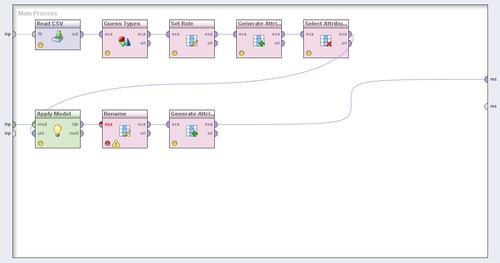 Main Process
Read CSV
Guess Types
Set Role
Generate Attri...
Select Attribu...
inp
fil
out
exa
exa
ori
exa
exa
ori
exa
exa
ori
exa
exa
ori
res
res
Apply Model
Rename
Generate Attri...
inp
mod
lab
exa
exa
exa
exa
inp
unl
mod
ori
ori